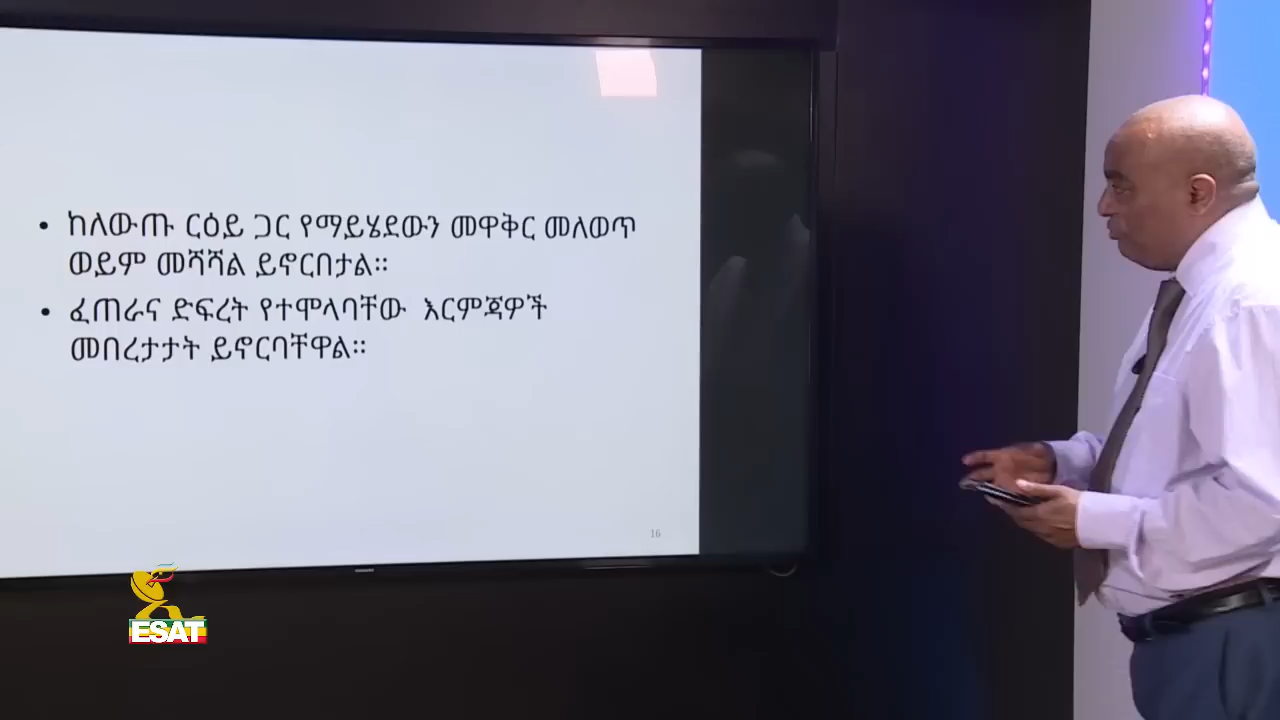 • ከለውጡ ርዕይ ጋር የማይሄደውን መዋቅር መለወጥ
ወይም መሻሻል ይኖርበታል።
• ፈጠራና ድፍረት የተሞላባቸው እርምጃዎች
መበረታታት ይኖርባቸዋል።
16
ESAT